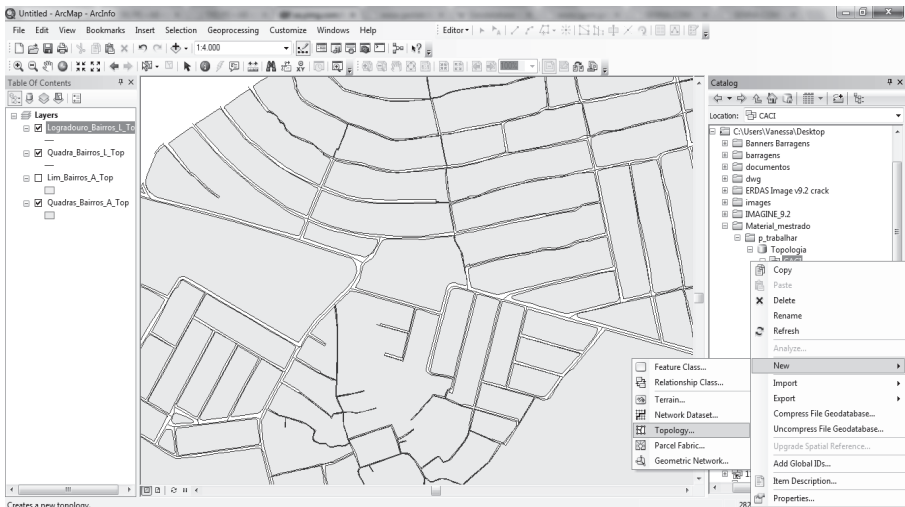 Untitled - ArcMap - ArcInfo
File Edit View Bookmarks Insert Selection Geoprocessing Customize Windows Help Editor
1:4.000
Table Of Contents
Layers
Logradouro_Bairros_L_To
Quadra_Bairros_L_Top
Lim_Bairros_A_Top
Quadras_Bairros_A_Top
Catalog
Location: CACI
C:\Users\Vanessa\Desktop
Banners Barragens
barragens
documentos
dwg
ERDAS Image v9.2 crack
images
IMAGINE_9.2
Material_mestrado
p_trabalhar
Topologia
CACI
Copy
Paste
Delete
Rename
Refresh
Analyze...
New
Import
Export
Compress File Geodatabase...
Uncompress File Geodatabase...
Upgrade Spatial Reference...
Add Global IDs...
Item Description...
Properties...
Feature Class...
Relationship Class...
Terrain...
Network Dataset...
Topology...
Parcel Fabric...
Geometric Network...
Creates a new topology